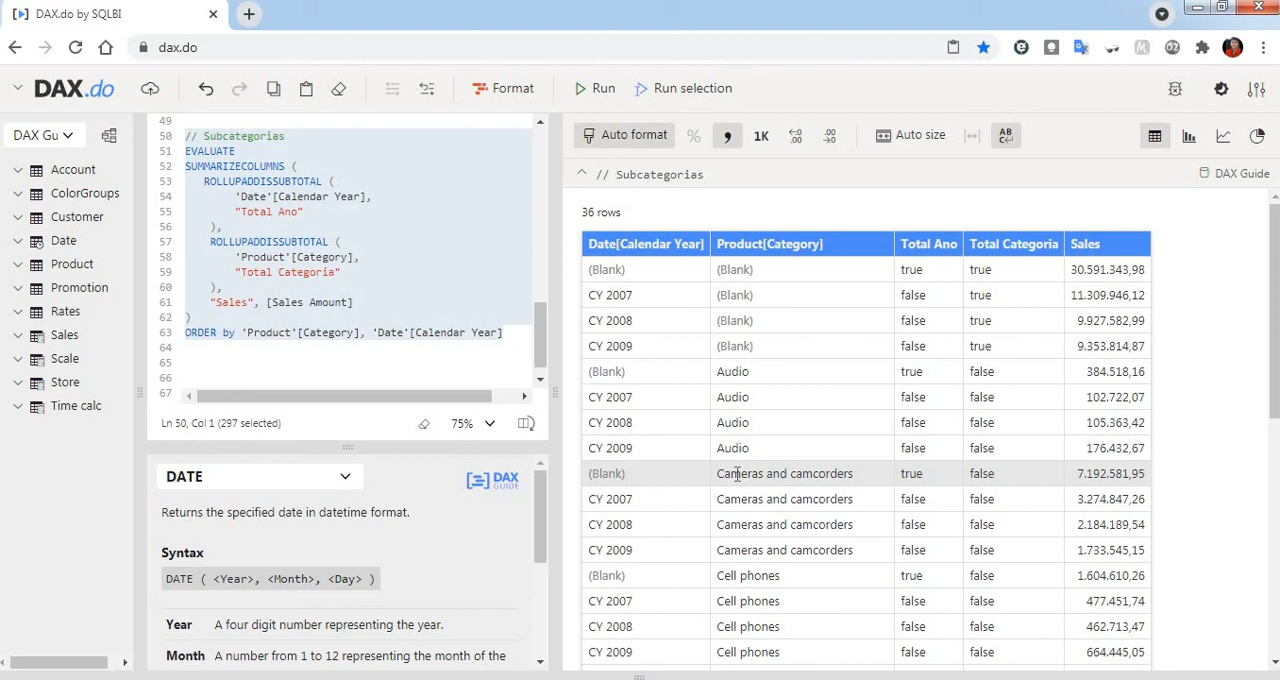 DAX.do by SQLBI
dax.do
DAX.do
Format
Run
Run selection
DAX Gu
Account
ColorGroups
Customer
Date
Product
Promotion
Rates
Sales
Scale
Store
Time calc
49
50 // Subcategorias
51 EVALUATE
52 SUMMARIZECOLUMNS (
53 ROLLUPADDISSUBTOTAL (
54 'Date'[Calendar Year],
55 "Total Ano"
56 ),
57 ROLLUPADDISSUBTOTAL (
58 'Product'[Category],
59 "Total Categoria"
60 ),
61 "Sales", [Sales Amount]
62 )
63 ORDER by 'Product'[Category], 'Date'[Calendar Year]
64
65
66
67
Ln 50, Col 1 (297 selected)
75%
DATE
DAX GUIDE
Returns the specified date in datetime format.
Syntax
DATE ( <Year>, <Month>, <Day> )
Year A four digit number representing the year.
Month A number from 1 to 12 representing the month of the
Auto format
%
,
1K
Auto size
// Subcategorias
DAX Guide
36 rows
Date[Calendar Year] Product[Category] Total Ano Total Categoria Sales
(Blank) (Blank) true true 30.591.343,98
CY 2007 (Blank) false true 11.309.946,12
CY 2008 (Blank) false true 9.927.582,99
CY 2009 (Blank) false true 9.353.814,87
(Blank) Audio true false 384.518,16
CY 2007 Audio false false 102.722,07
CY 2008 Audio false false 105.363,42
CY 2009 Audio false false 176.432,67
(Blank) Cameras and camcorders true false 7.192.581,95
CY 2007 Cameras and camcorders false false 3.274.847,26
CY 2008 Cameras and camcorders false false 2.184.189,54
CY 2009 Cameras and camcorders false false 1.733.545,15
(Blank) Cell phones true false 1.604.610,26
CY 2007 Cell phones false false 477.451,74
CY 2008 Cell phones false false 462.713,47
CY 2009 Cell phones false false 664.445,05